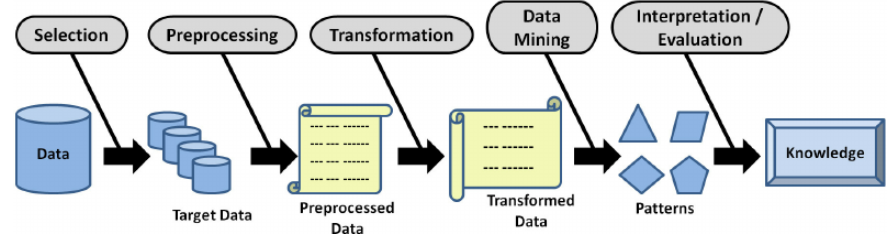 Selection
Preprocessing
Transformation
Data
Mining
Interpretation /
Evaluation
Data
Knowledge
Target Data
Preprocessed
Data
Transformed
Data
Patterns